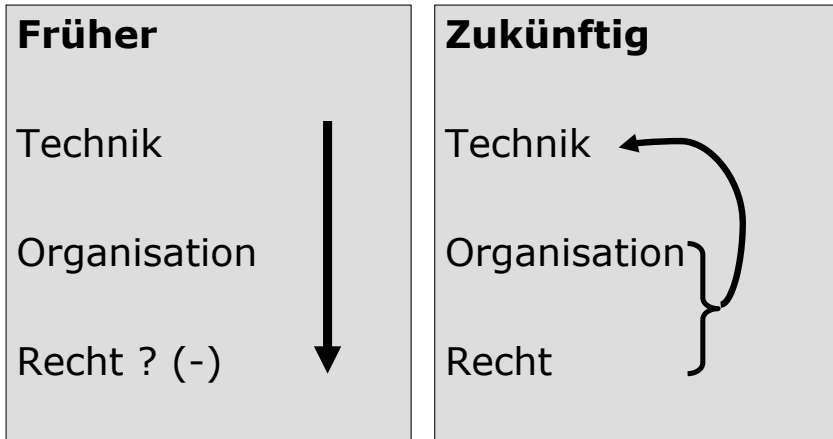 Früher
Technik
Organisation
Recht ? (-)
Zukünftig
Technik
Organisation
Recht